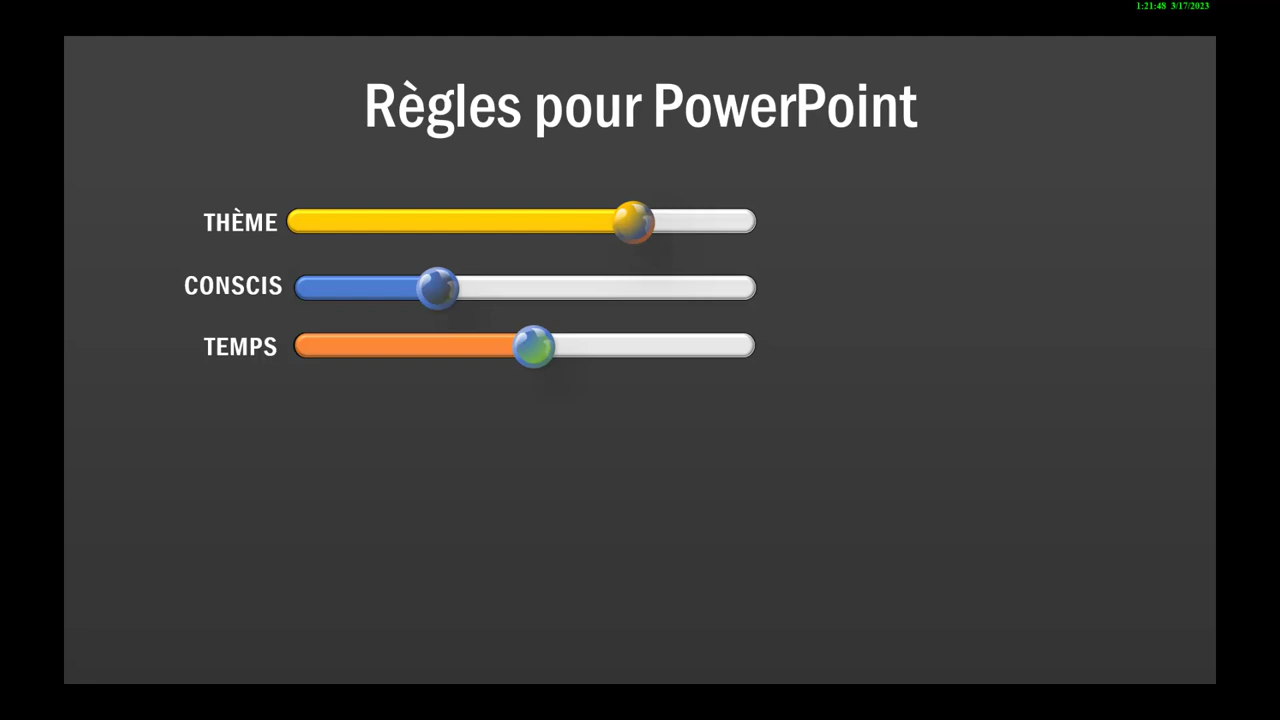 1:21:48 3/17/2023
Règles pour PowerPoint
THÈME
CONSCIS
TEMPS